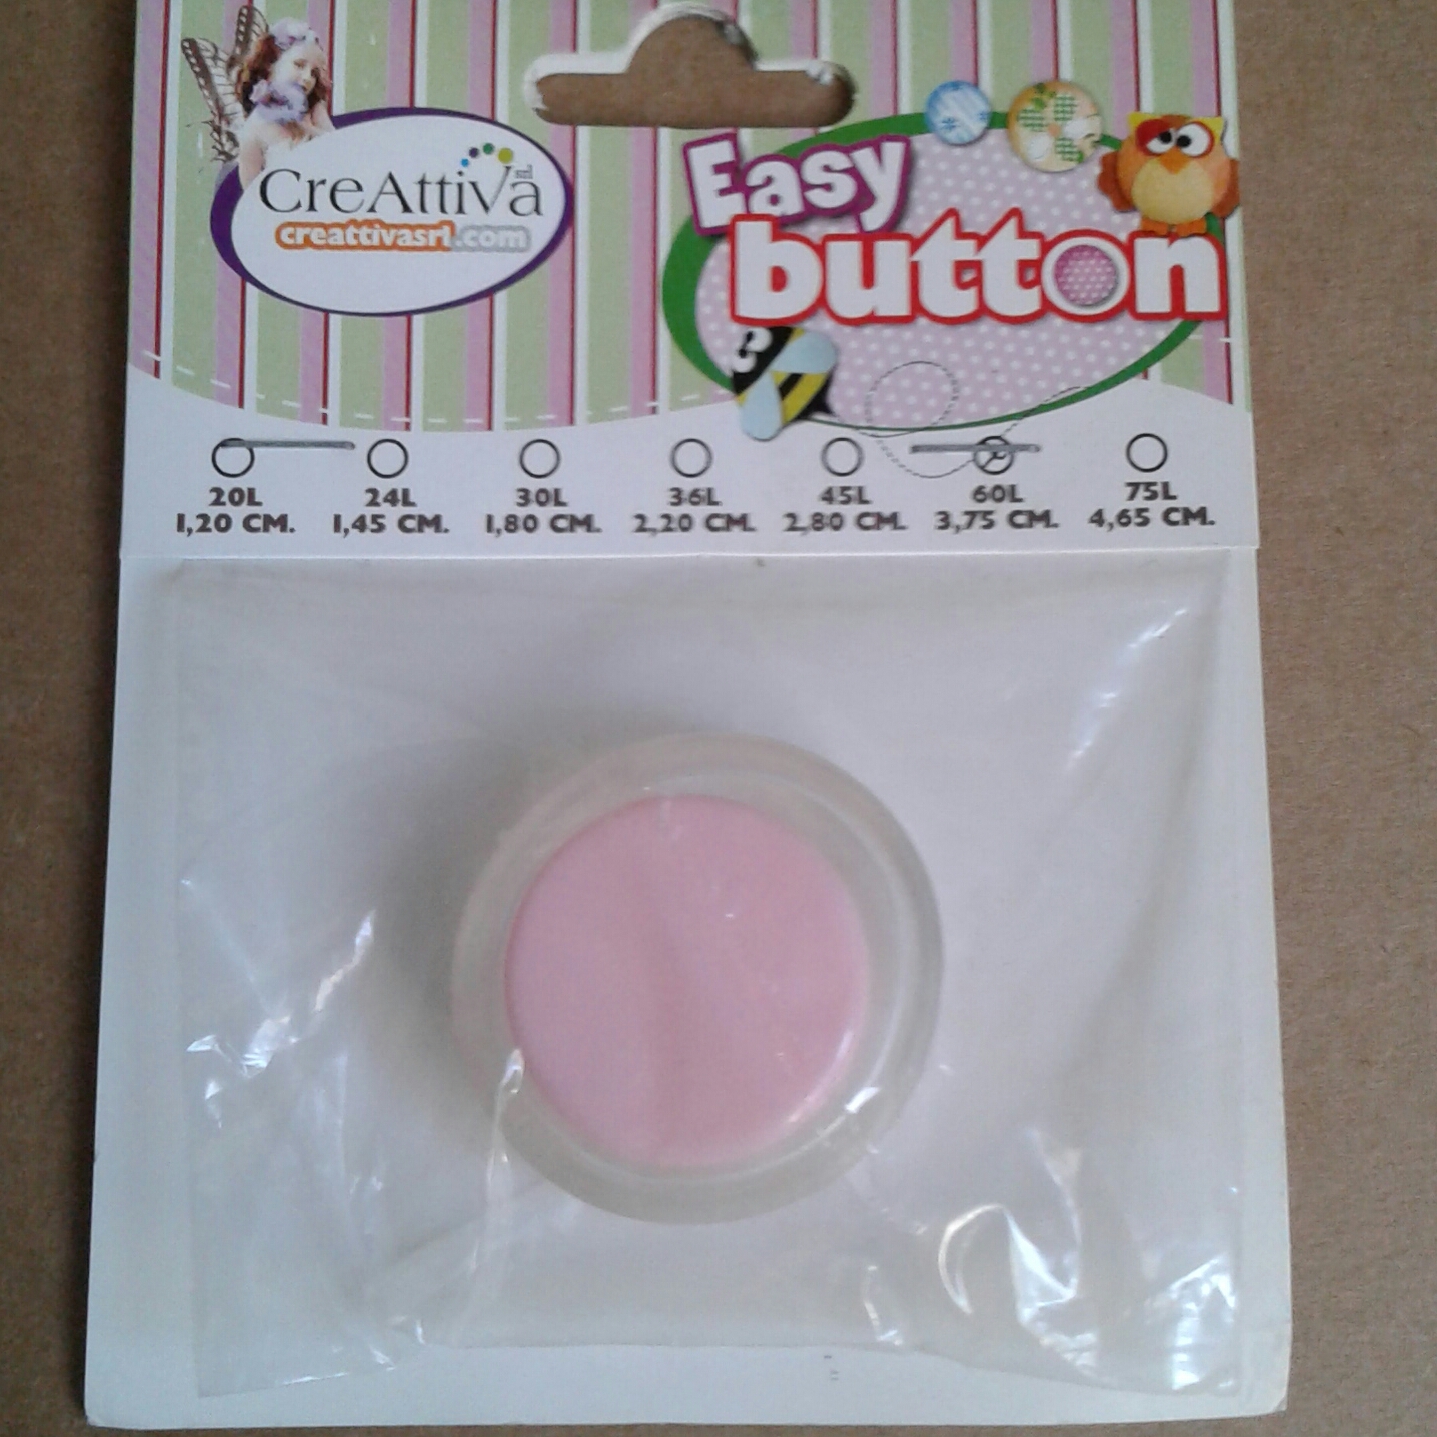 CreAttiVa srl
creattivasrl.com
Easy
button
20L 24L 30L 36L 45L 60L 75L
1,20 CM. 1,45 CM. 1,80 CM. 2,20 CM. 2,80 CM. 3,75 CM. 4,65 CM.